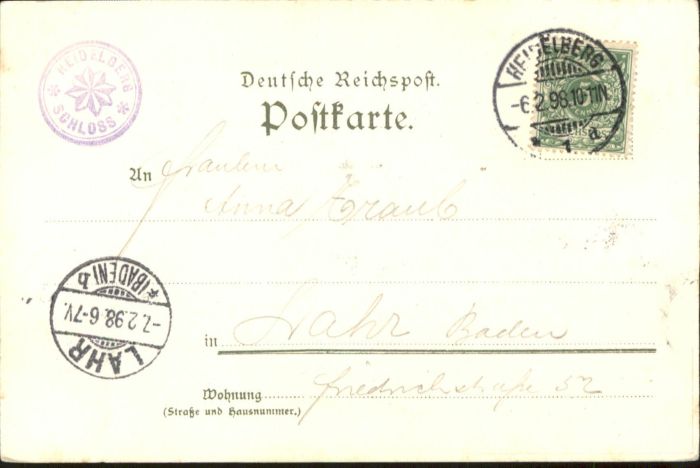 HEIDELBERG
* SCHLOSS *
Deutsche Reichspost.
Postkarte.
HEIDELBERG
-6.2.98.10-11N.
* 1 a
An Fräulein
Anna Traub
LAHR
-7.2.98.6-7V.
* (BADEN) b
in Lahr Baden
Wohnung Friedrichstraße 52
(Straße und Hausnummer.)